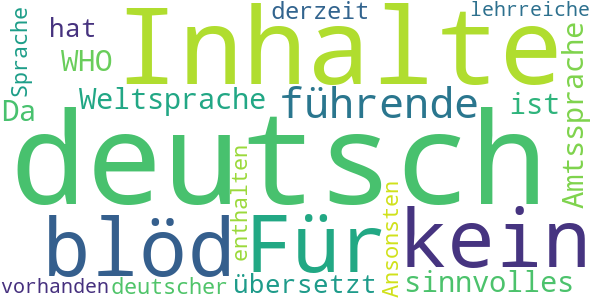 derzeit
lehrreiche
Sprache
hat
Inhalte
WHO
Amtssprache
Da
Weltsprache
führende
ist
deutsch
enthalten
blöd
Für
Ansonsten
kein
vorhanden
deutscher
übersetzt
sinnvolles